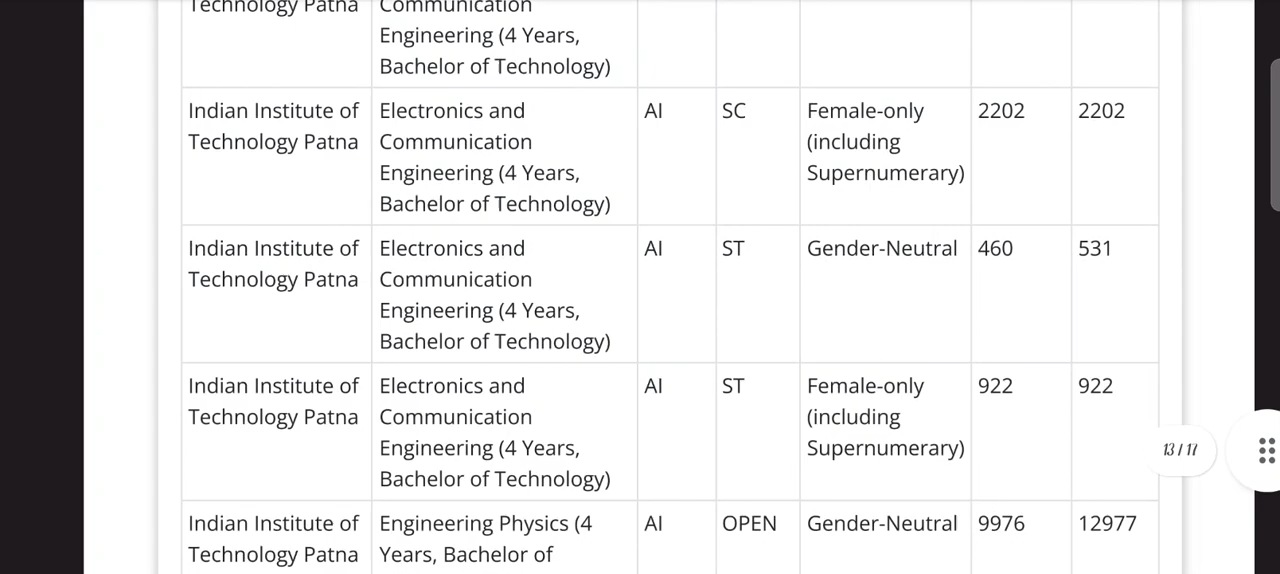 Technology Patna Communication
Engineering (4 Years,
Bachelor of Technology)
Indian Institute of Electronics and AI SC Female-only 2202 2202
Technology Patna Communication (including
Engineering (4 Years, Supernumerary)
Bachelor of Technology)
Indian Institute of Electronics and AI ST Gender-Neutral 460 531
Technology Patna Communication
Engineering (4 Years,
Bachelor of Technology)
Indian Institute of Electronics and AI ST Female-only 922 922
Technology Patna Communication (including
Engineering (4 Years, Supernumerary)
13 / 17
Bachelor of Technology)
Indian Institute of Engineering Physics (4 AI OPEN Gender-Neutral 9976 12977
Technology Patna Years, Bachelor of